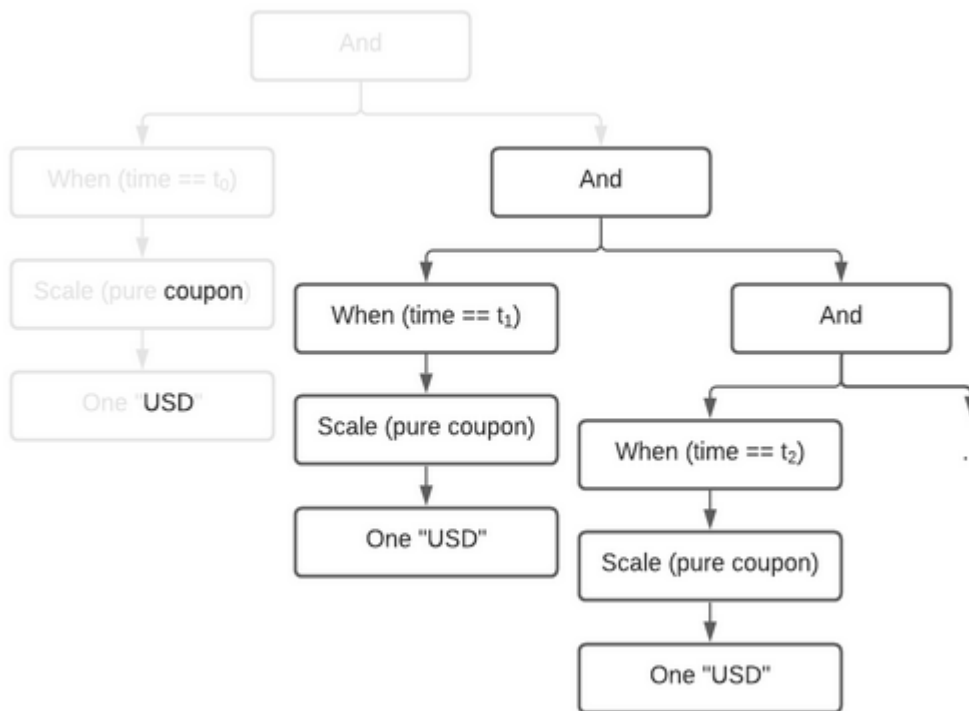 And
When (time == t₀)
And
Scale (pure coupon)
When (time == t₁)
And
One "USD"
Scale (pure coupon)
When (time == t₂)
.
One "USD"
Scale (pure coupon)
One "USD"